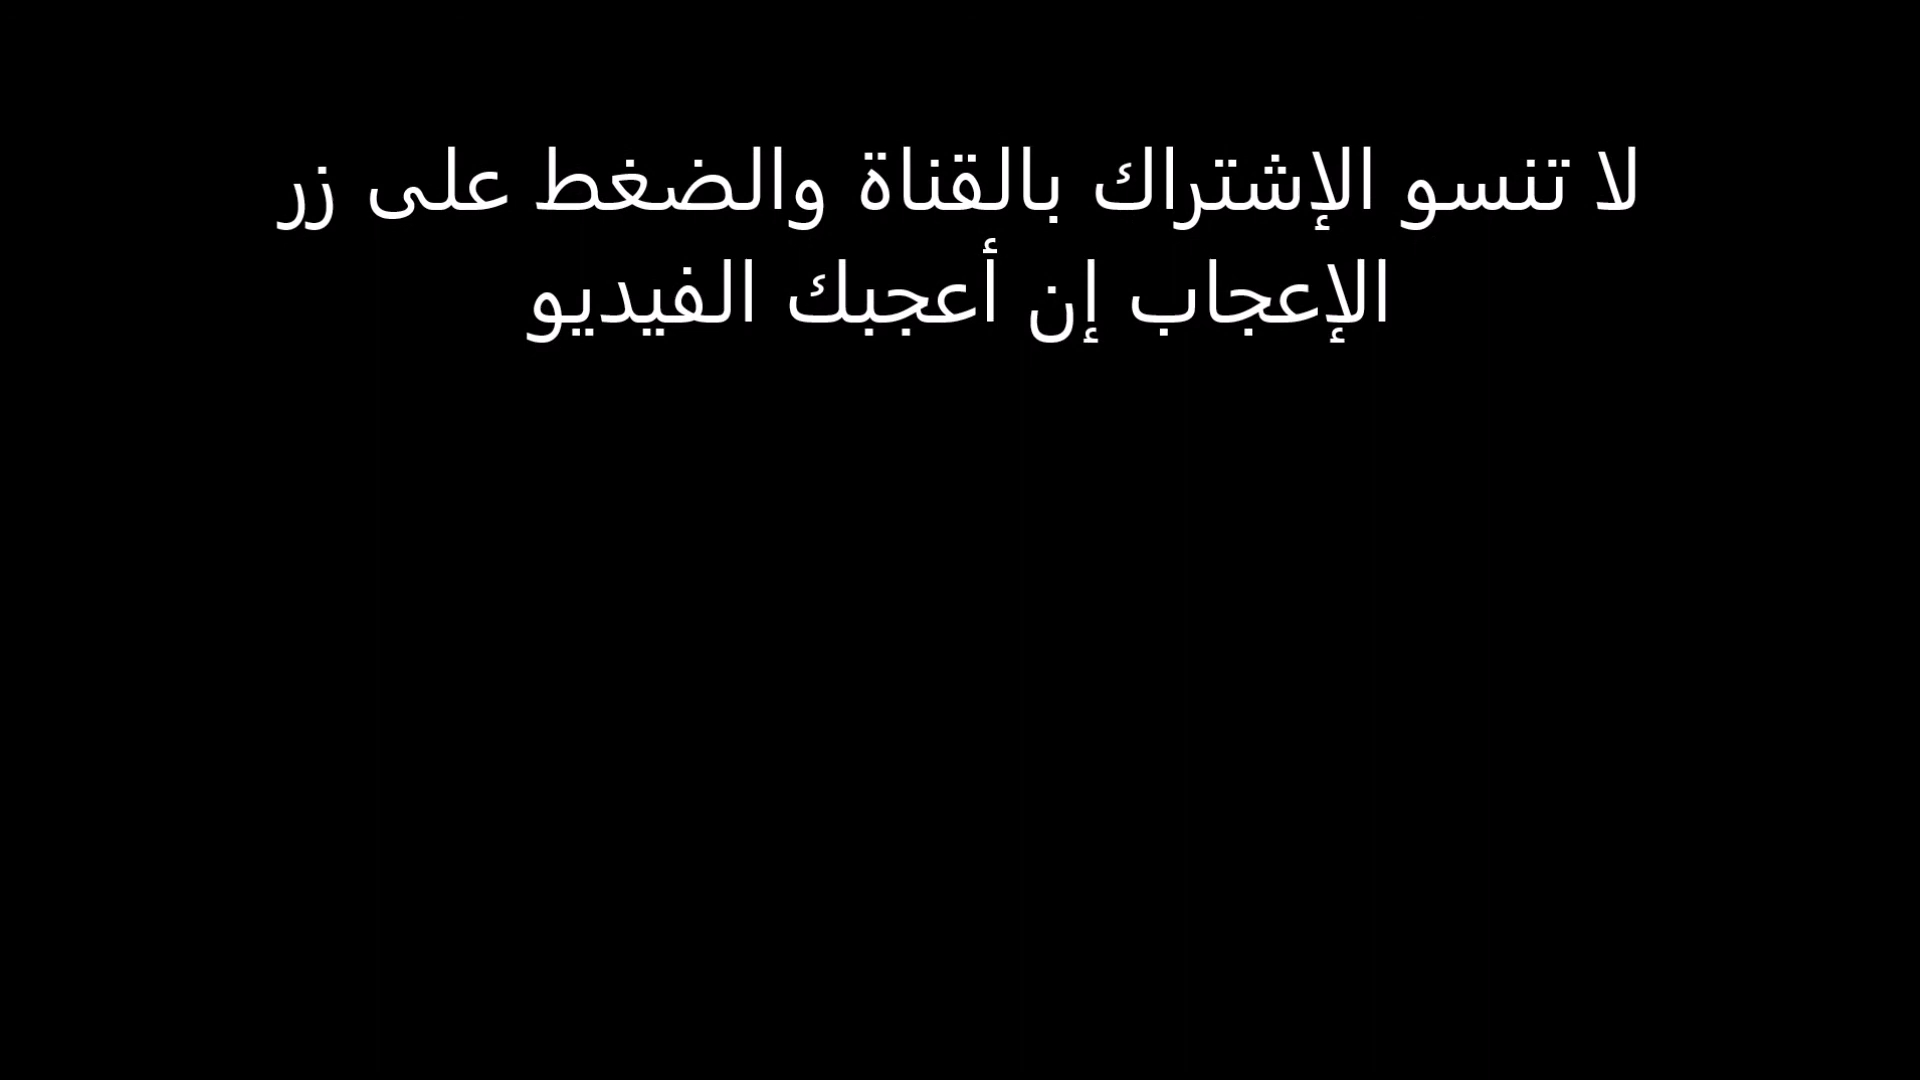 لا تنسو الإشتراك بالقناة والضغط على زر
الإعجاب إن أعجبك الفيديو